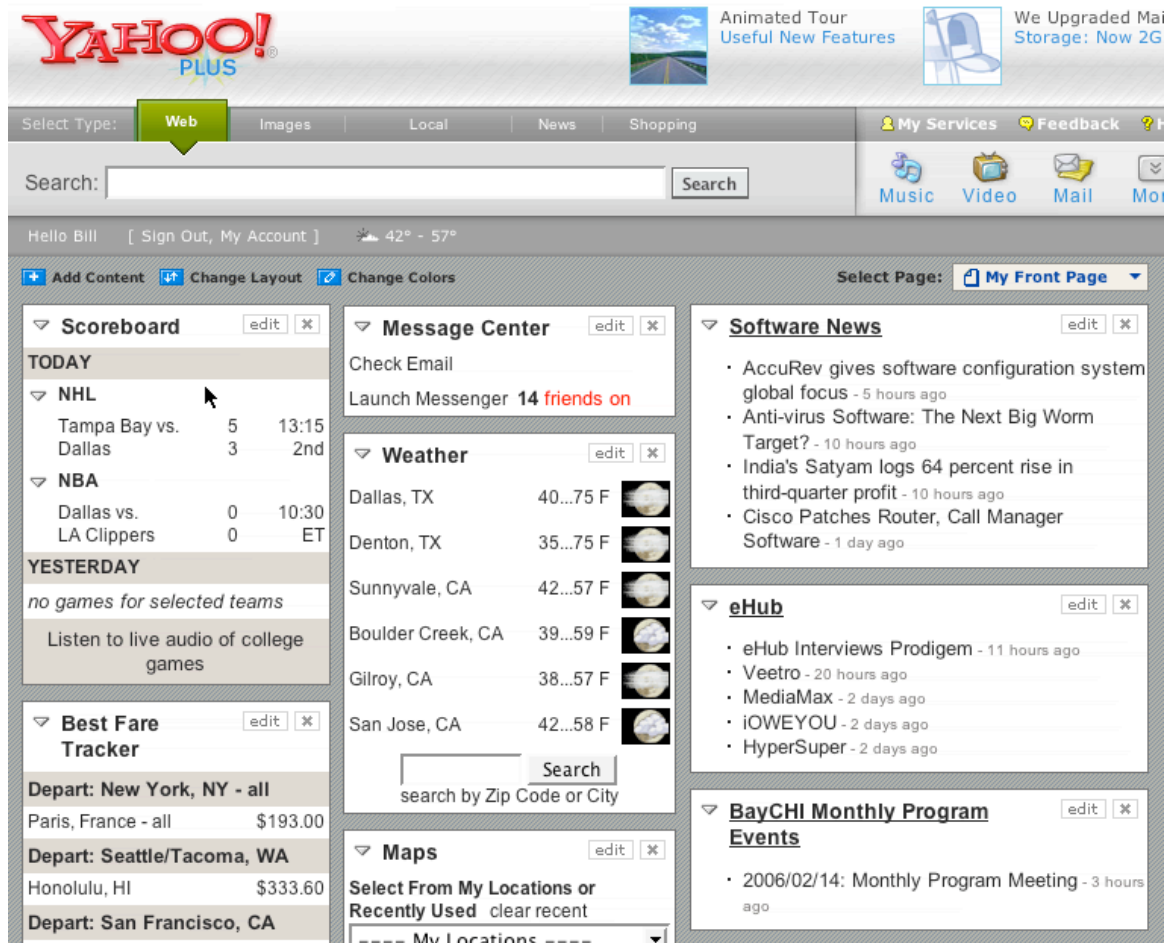 YAHOO!®
PLUS
Animated Tour
Useful New Features
We Upgraded Mai
Storage: Now 2G
Select Type:
Web
Images
Local
News
Shopping
My Services
Feedback
H
Search:
Search
Music
Video
Mail
Mor
Hello Bill
[ Sign Out, My Account ]
42° - 57°
Add Content
Change Layout
Change Colors
Select Page:
My Front Page
Scoreboard
edit
TODAY
NHL
Tampa Bay vs. 5 13:15
Dallas 3 2nd
NBA
Dallas vs. 0 10:30
LA Clippers 0 ET
YESTERDAY
no games for selected teams
Listen to live audio of college
games
Best Fare
Tracker
edit
Depart: New York, NY - all
Paris, France - all $193.00
Depart: Seattle/Tacoma, WA
Honolulu, HI $333.60
Depart: San Francisco, CA
Message Center
edit
Check Email
Launch Messenger 14 friends on
Weather
edit
Dallas, TX 40...75 F
Denton, TX 35...75 F
Sunnyvale, CA 42...57 F
Boulder Creek, CA 39...59 F
Gilroy, CA 38...57 F
San Jose, CA 42...58 F
Search
search by Zip Code or City
Maps
edit
Select From My Locations or
Recently Used clear recent
---- My Locations ----
Software News
edit
· AccuRev gives software configuration system
global focus - 5 hours ago
· Anti-virus Software: The Next Big Worm
Target? - 10 hours ago
· India's Satyam logs 64 percent rise in
third-quarter profit - 10 hours ago
· Cisco Patches Router, Call Manager
Software - 1 day ago
eHub
edit
· eHub Interviews Prodigem - 11 hours ago
· Veetro - 20 hours ago
· MediaMax - 2 days ago
· iOWEYOU - 2 days ago
· HyperSuper - 2 days ago
BayCHI Monthly Program
Events
edit
· 2006/02/14: Monthly Program Meeting - 3 hours
ago